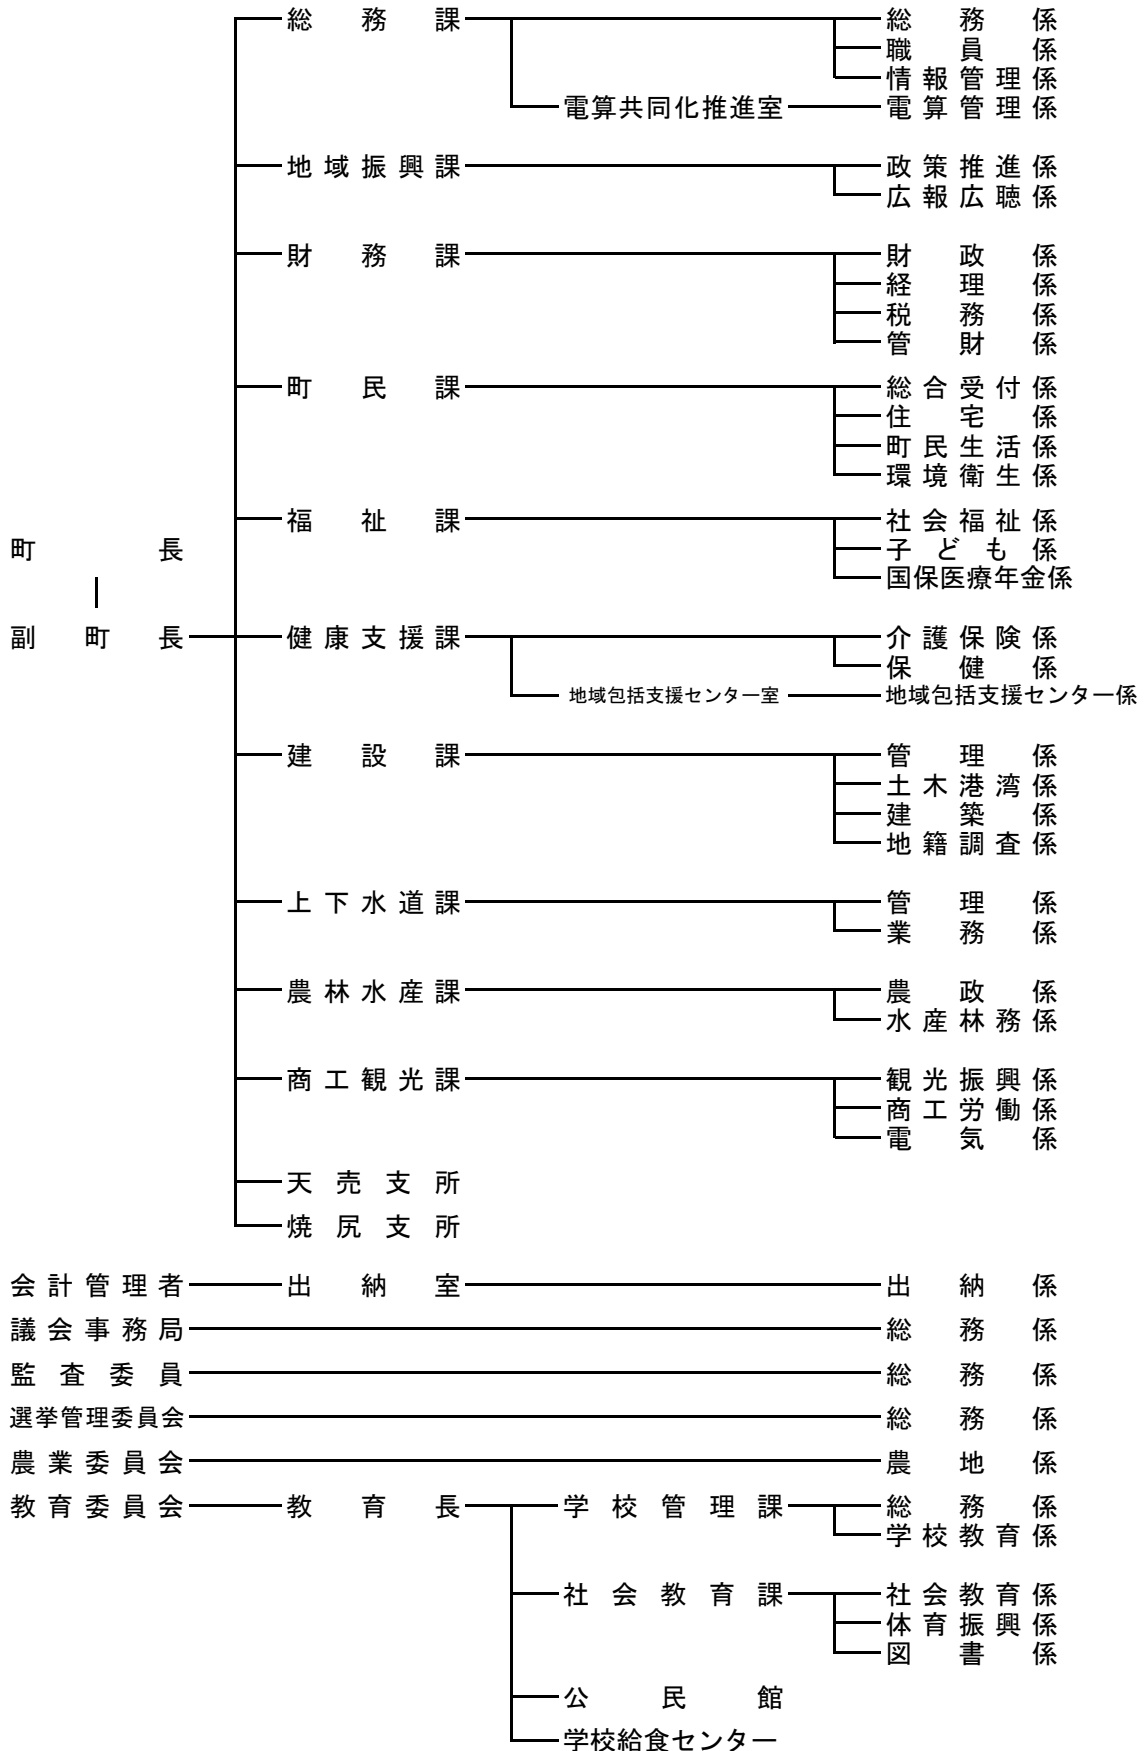 総務課 総務係
職員係
情報管理係
電算共同化推進室 電算管理係
地域振興課 政策推進係
広報広聴係
財務課 財政係
経理係
税務係
管財係
町民課 総合受付係
住宅係
町民生活係
環境衛生係
福祉課 社会福祉係
町長 子ども係
国保医療年金係
副町長 健康支援課 介護保険係
保健係
地域包括支援センター室 地域包括支援センター係
建設課 管理係
土木港湾係
建築係
地籍調査係
上下水道課 管理係
業務係
農林水産課 農政係
水産林務係
商工観光課 観光振興係
商工労働係
電気係
天売支所
焼尻支所
会計管理者 出納室 出納係
議会事務局 総務係
監査委員 総務係
選挙管理委員会 総務係
農業委員会 農地係
教育委員会 教育長 学校管理課 総務係
学校教育係
社会教育課 社会教育係
体育振興係
図書係
公民館
学校給食センター